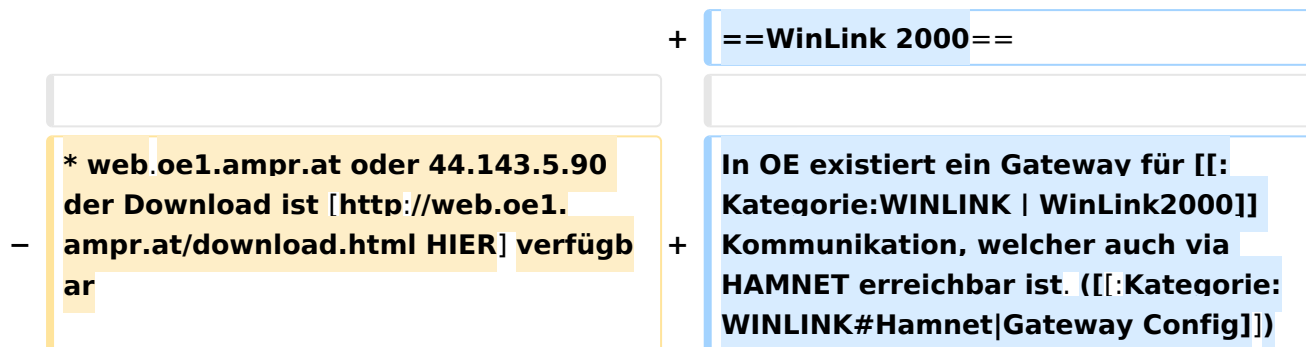 + ==WinLink 2000==
* web.oe1.ampr.at oder 44.143.5.90
der Download ist [http://web.oe1.
− ampr.at/download.html HIER] verfügb
ar
In OE existiert ein Gateway für [[:
Kategorie:WINLINK | WinLink2000]]
+ Kommunikation, welcher auch via
HAMNET erreichbar ist. ([[:Kategorie:
WINLINK#Hamnet|Gateway Config]])